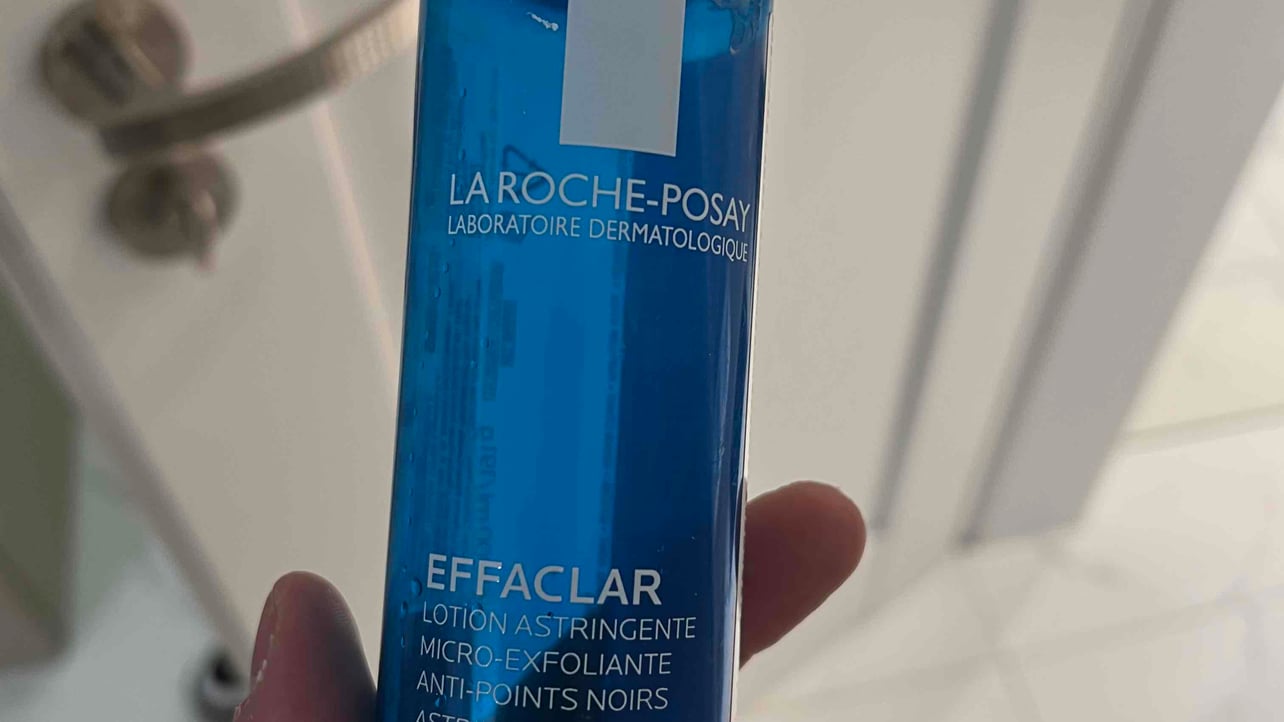 LA ROCHE-POSAY
LABORATOIRE DERMATOLOGIQUE
EFFACLAR
LOTION ASTRINGENTE
MICRO-EXFOLIANTE
ANTI-POINTS NOIRS